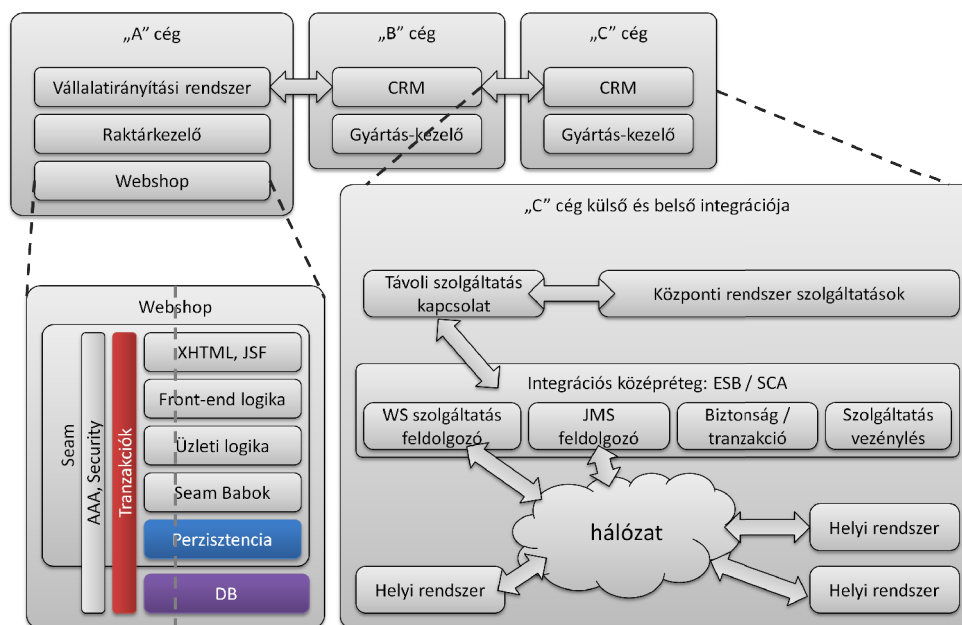 „A” cég
Vállalatirányítási rendszer
Raktárkezelő
Webshop
„B” cég
CRM
Gyártás-kezelő
„C” cég
CRM
Gyártás-kezelő
Webshop
Seam
AAA, Security
Tranzakciók
XHTML, JSF
Front-end logika
Üzleti logika
Seam Babok
Perzisztencia
DB
„C” cég külső és belső integrációja
Távoli szolgáltatás
kapcsolat
Központi rendszer szolgáltatások
Integrációs középréteg: ESB / SCA
WS szolgáltatás
feldolgozó
JMS
feldolgozó
Biztonság /
tranzakció
Szolgáltatás
vezénylés
hálózat
Helyi rendszer
Helyi rendszer
Helyi rendszer